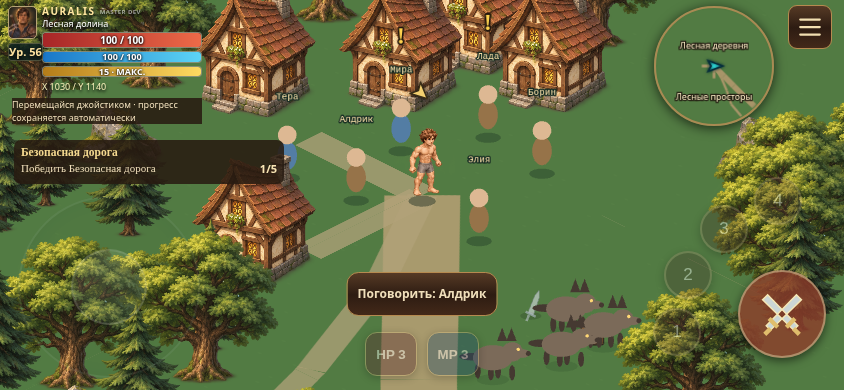 AURALIS MASTER DEV
Лесная долина
Ур. 56
100 / 100
100 / 100
15 · МАКС.
X 1030 / Y 1140
Перемещайся джойстиком · прогресс
сохраняется автоматически
Безопасная дорога
Победить Безопасная дорога
1/5
Тера
Мира
!
Лада
!
Борин
Алдрик
Элия
Лесная деревня
Лесные просторы
Поговорить: Алдрик
HP 3
MP 3
4
3
2
1